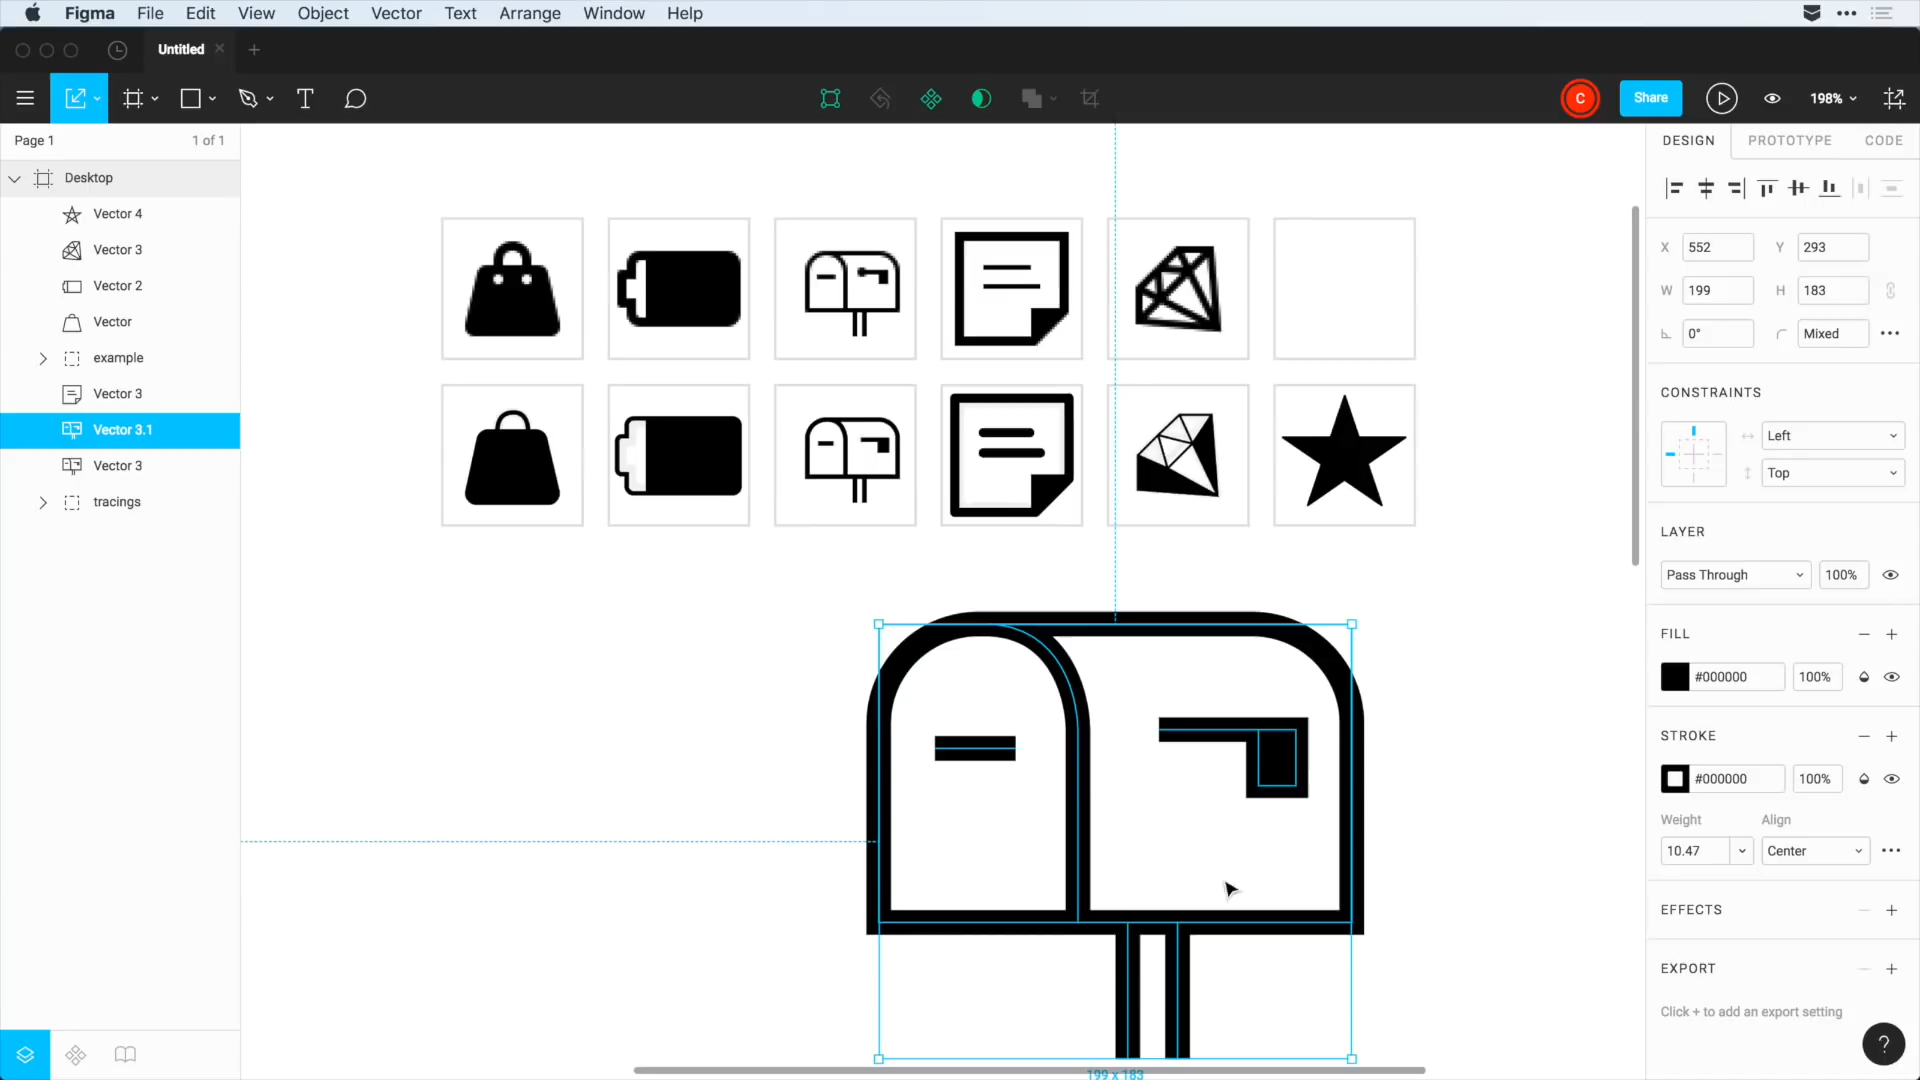 Figma File Edit View Object Vector Text Arrange Window Help
Untitled
C
Share
198%
Page 1
1 of 1
Desktop
Vector 4
Vector 3
Vector 2
Vector
example
Vector 3
Vector 3.1
Vector 3
tracings
199 x 183
DESIGN PROTOTYPE CODE
X 552 Y 293
W 199 H 183
0° Mixed
CONSTRAINTS
Left
Top
LAYER
Pass Through 100%
FILL
#000000 100%
STROKE
#000000 100%
Weight Align
10.47 Center
EFFECTS
EXPORT
Click + to add an export setting
?